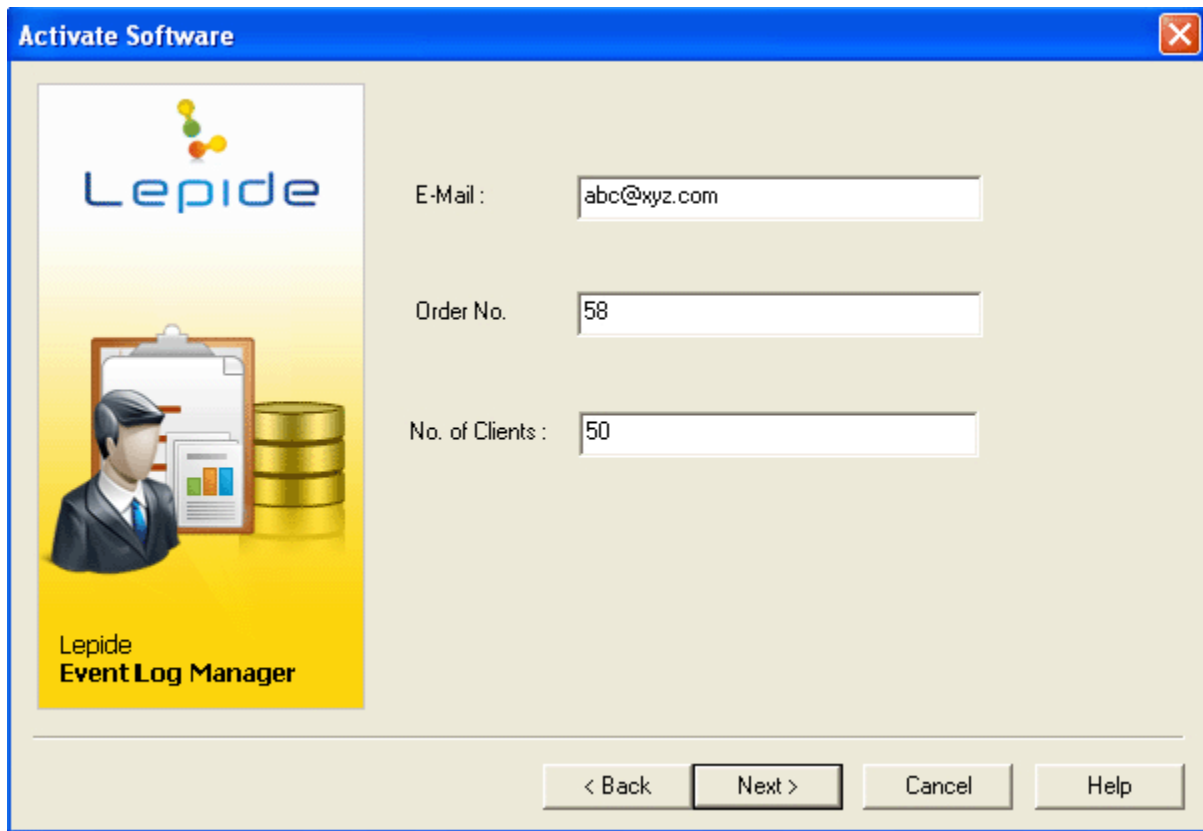 Activate Software
Lepide
E-Mail :
abc@xyz.com
Order No.
58
No. of Clients :
50
Lepide
Event Log Manager
< Back
Next >
Cancel
Help